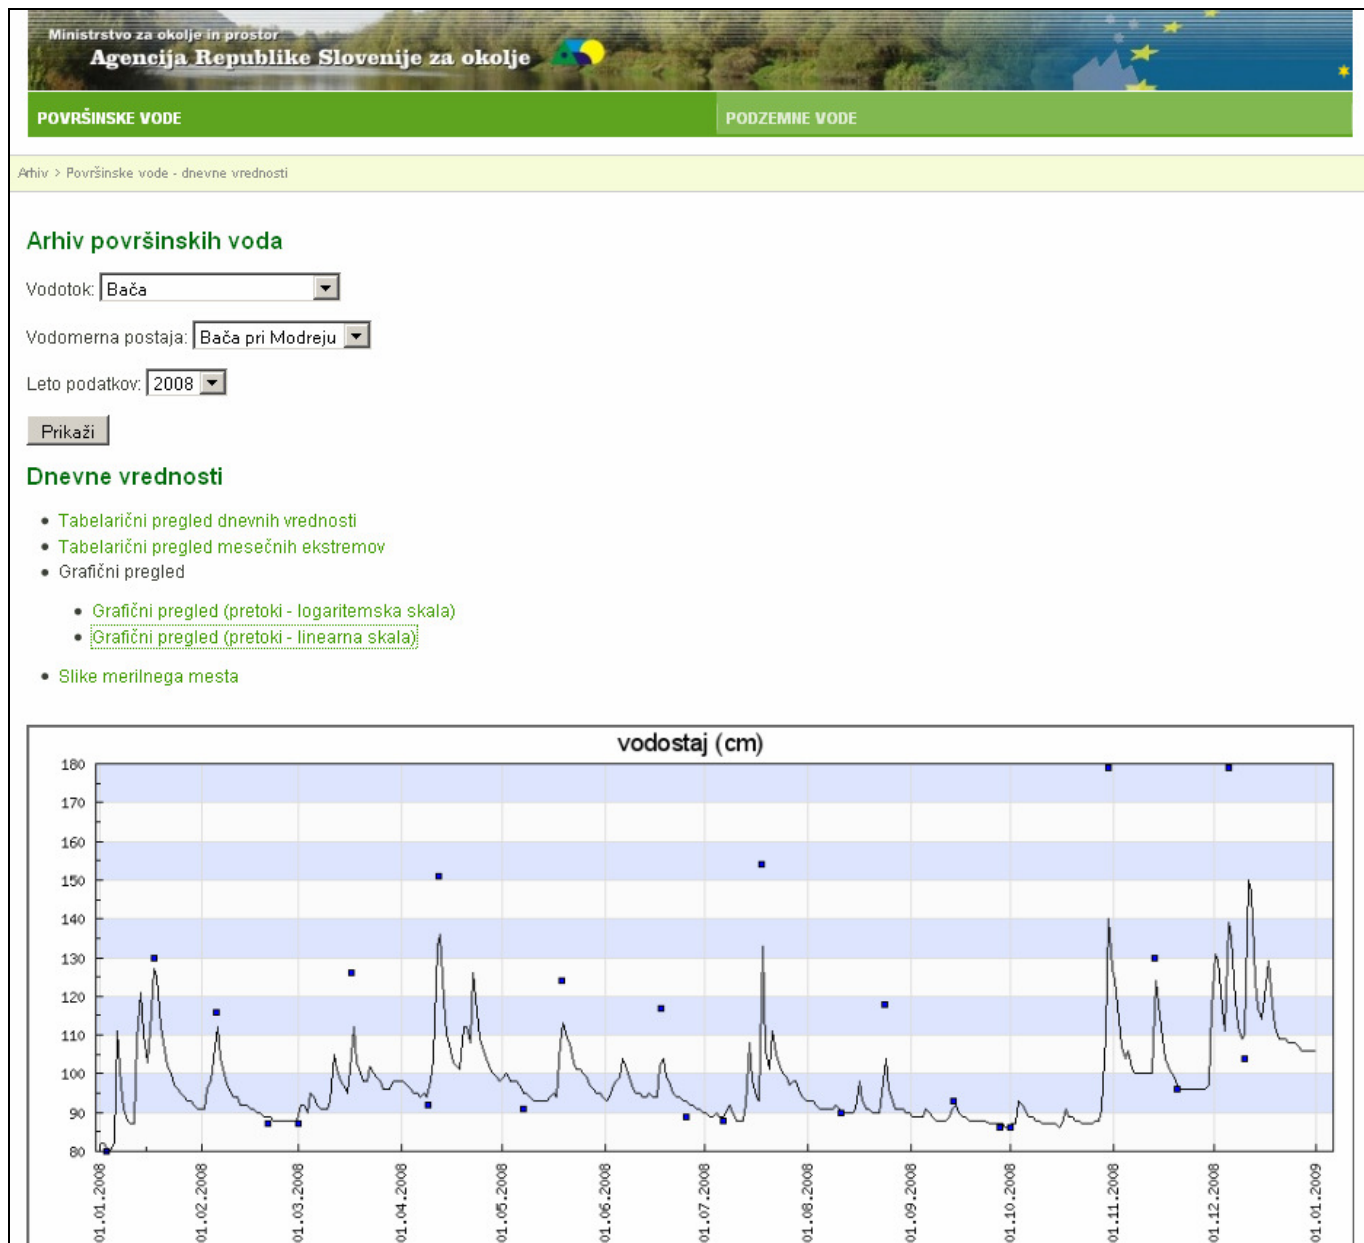 Ministrstvo za okolje in prostor
Agencija Republike Slovenije za okolje
POVRŠINSKE VODE
PODZEMNE VODE
Arhiv > Površinske vode - dnevne vrednosti
Arhiv površinskih voda
Vodotok: Bača
Vodomerna postaja: Bača pri Modreju
Leto podatkov: 2008
Prikaži
Dnevne vrednosti
Tabelarični pregled dnevnih vrednosti
Tabelarični pregled mesečnih ekstremov
Grafični pregled
Grafični pregled (pretoki - logaritemska skala)
Grafični pregled (pretoki - linearna skala)
Slike merilnega mesta
vodostaj (cm)
180
170
160
150
140
130
120
110
100
90
80
01.01.2008
01.02.2008
01.03.2008
01.04.2008
01.05.2008
01.06.2008
01.07.2008
01.08.2008
01.09.2008
01.10.2008
01.11.2008
01.12.2008
01.01.2009